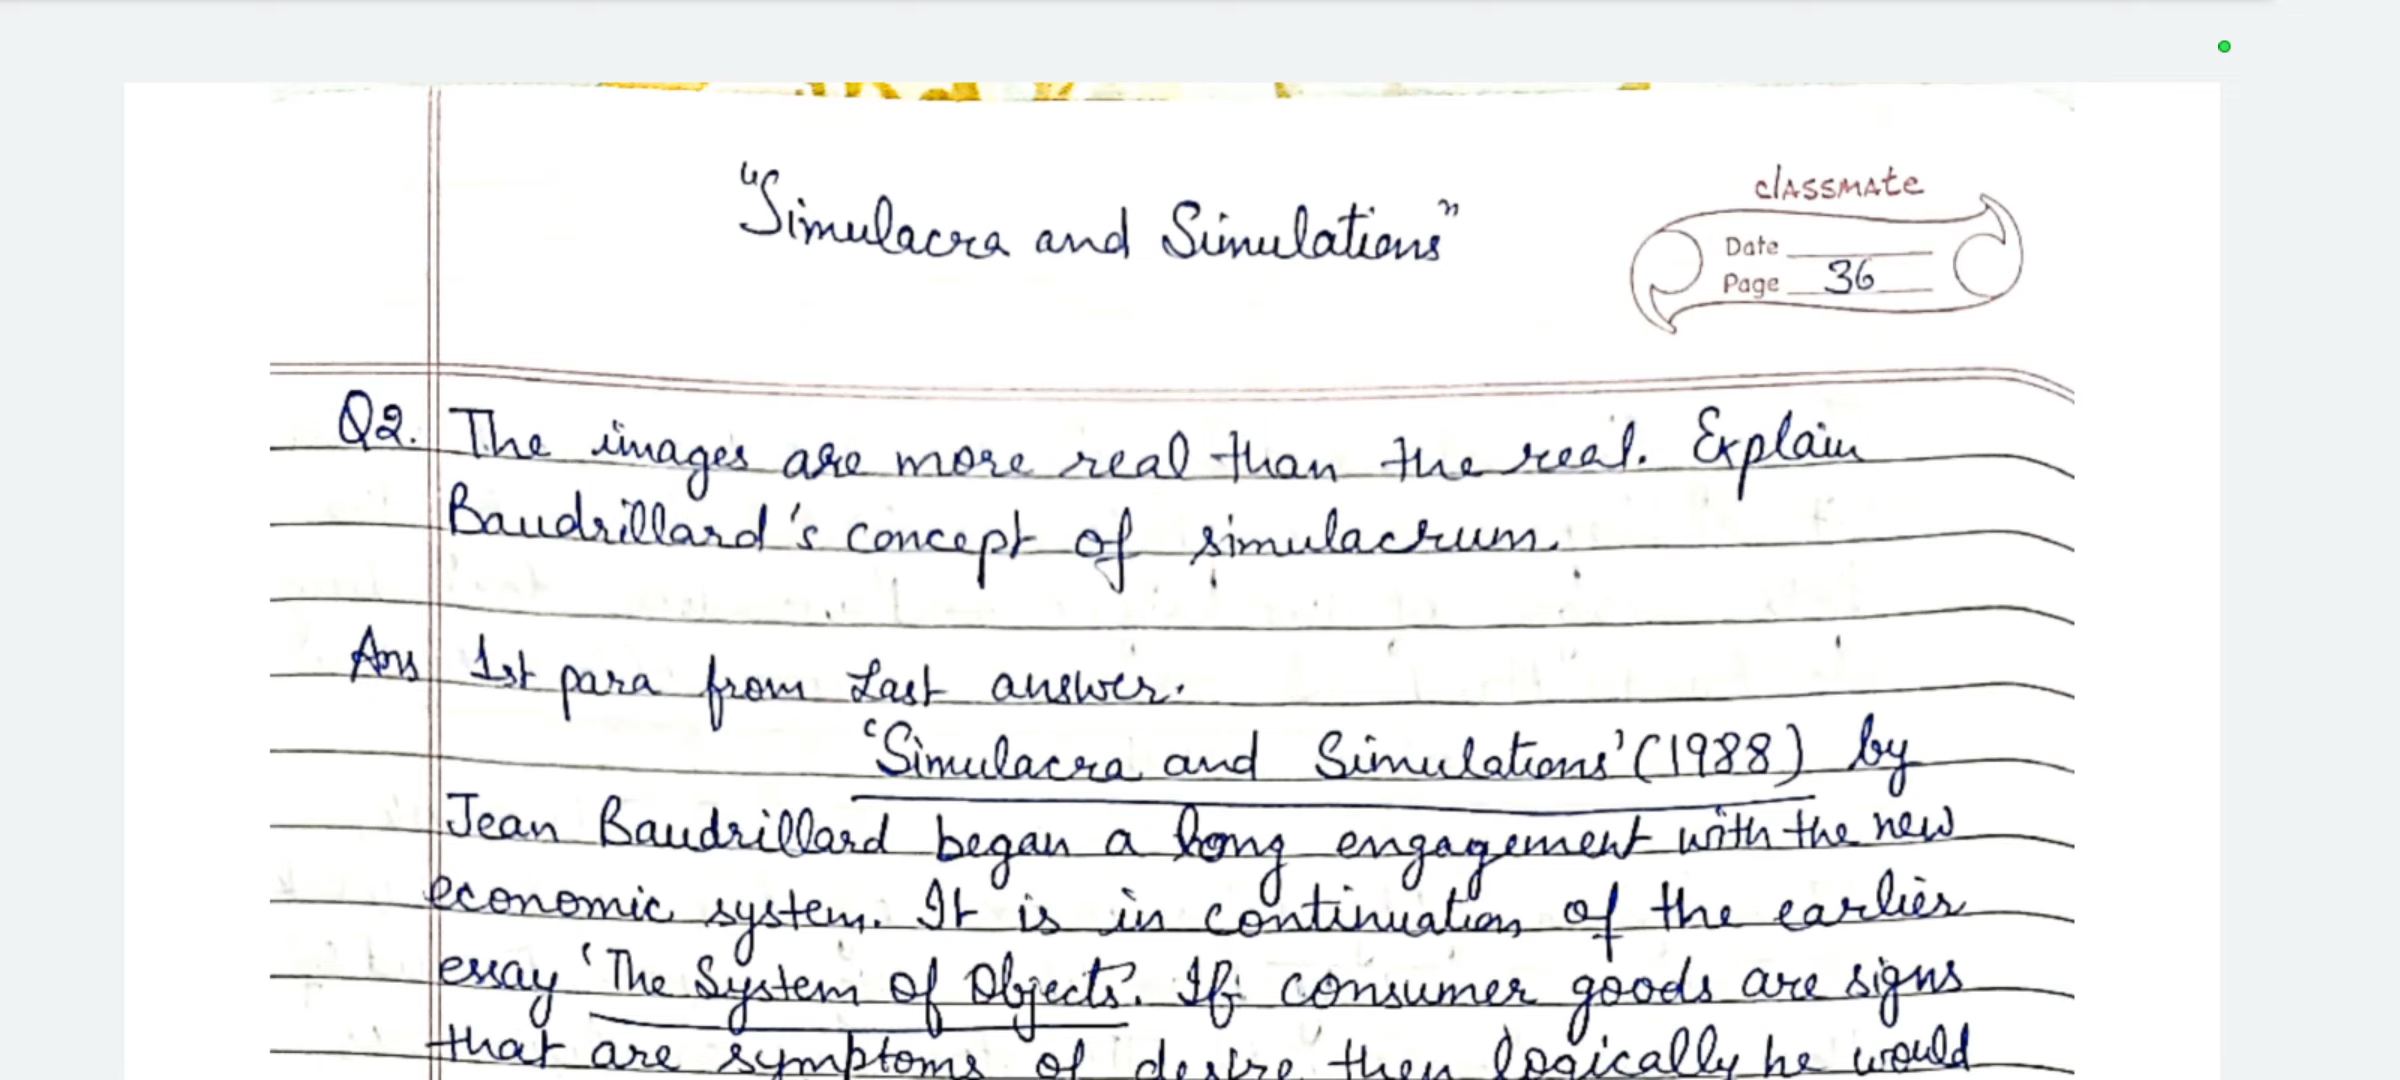 "Simulacra and Simulations"
classmate
Date
Page 36
Q2. The images are more real than the real. Explain
Baudrillard's concept of simulacrum.
Ans 1st para from last answer.
'Simulacra and Simulations' (1988) by
Jean Baudrillard began a long engagement with the new
economic system. It is in continuation of the earlier
essay 'The System of Objects'. If consumer goods are signs
that are symptoms of desire then logically he would